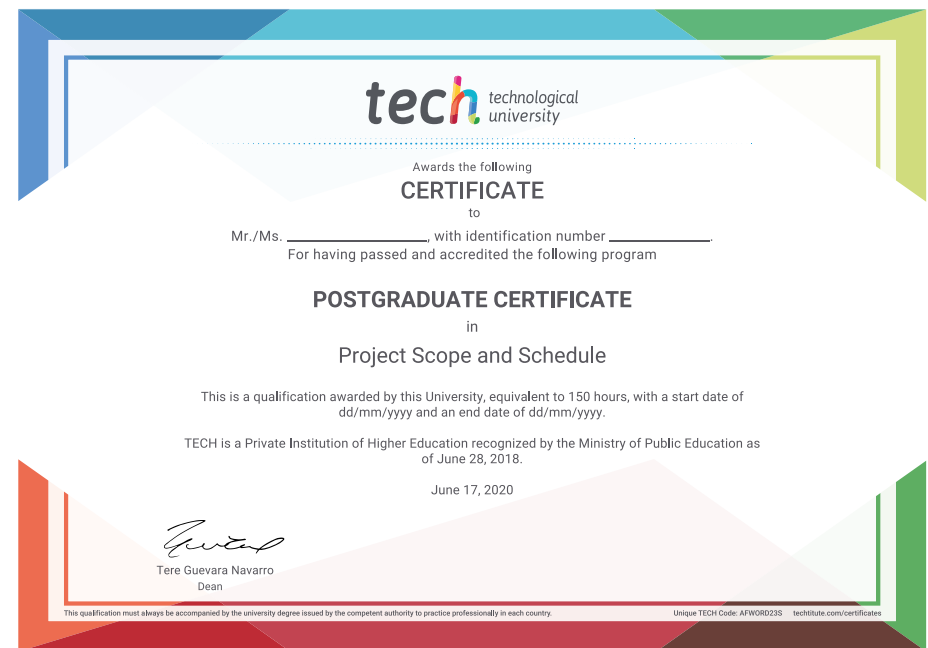 tech technological
university
Awards the following
CERTIFICATE
to
Mr./Ms. ____________________, with identification number ______________.
For having passed and accredited the following program
POSTGRADUATE CERTIFICATE
in
Project Scope and Schedule
This is a qualification awarded by this University, equivalent to 150 hours, with a start date of
dd/mm/yyyy and an end date of dd/mm/yyyy.
TECH is a Private Institution of Higher Education recognized by the Ministry of Public Education as
of June 28, 2018.
June 17, 2020
Tere Guevara Navarro
Dean
This qualification must always be accompanied by the university degree issued by the competent authority to practice professionally in each country.
Unique TECH Code: AFWORD23S techtitute.com/certificates